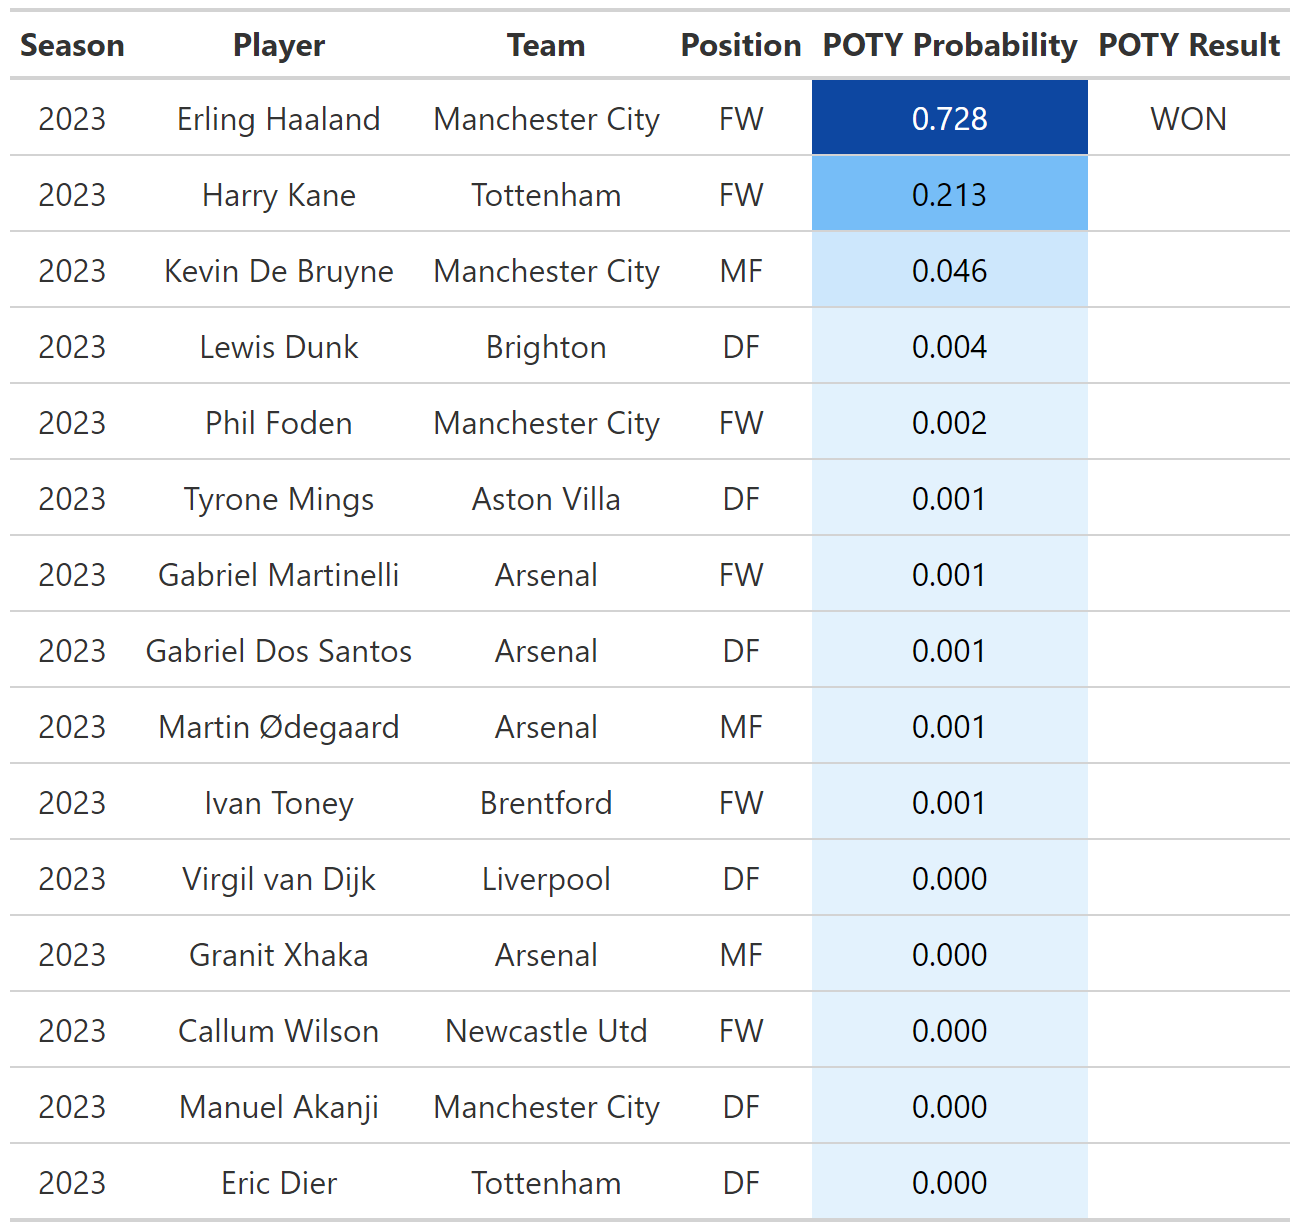 Season Player Team Position POTY Probability POTY Result
2023 Erling Haaland Manchester City FW 0.728 WON
2023 Harry Kane Tottenham FW 0.213
2023 Kevin De Bruyne Manchester City MF 0.046
2023 Lewis Dunk Brighton DF 0.004
2023 Phil Foden Manchester City FW 0.002
2023 Tyrone Mings Aston Villa DF 0.001
2023 Gabriel Martinelli Arsenal FW 0.001
2023 Gabriel Dos Santos Arsenal DF 0.001
2023 Martin Ødegaard Arsenal MF 0.001
2023 Ivan Toney Brentford FW 0.001
2023 Virgil van Dijk Liverpool DF 0.000
2023 Granit Xhaka Arsenal MF 0.000
2023 Callum Wilson Newcastle Utd FW 0.000
2023 Manuel Akanji Manchester City DF 0.000
2023 Eric Dier Tottenham DF 0.000